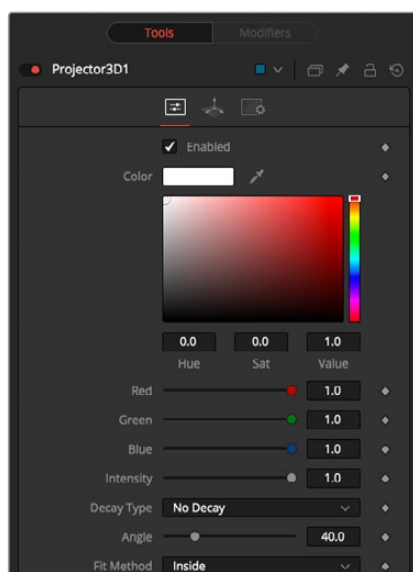 Tools Modifiers
Projector3D1
Enabled
Color
0.0 0.0 1.0
Hue Sat Value
Red 1.0
Green 1.0
Blue 1.0
Intensity 1.0
Decay Type No Decay
Angle 40.0
Fit Method Inside